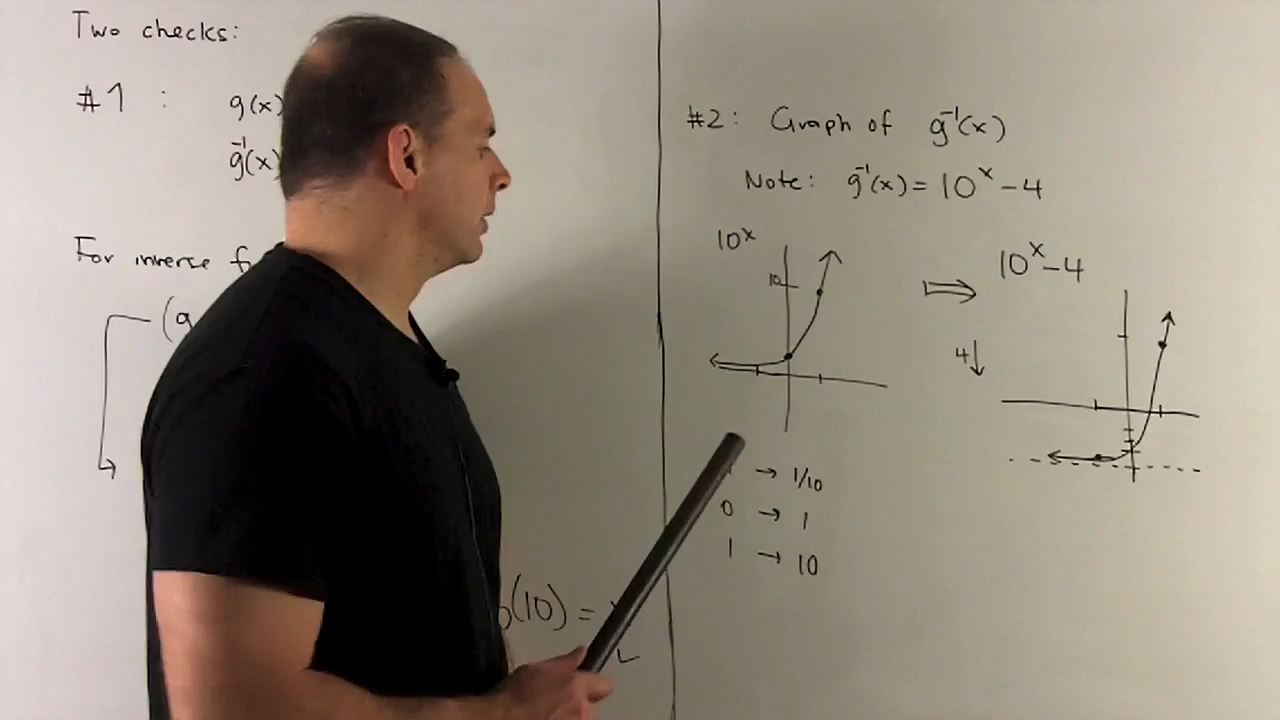 Two checks:
#1 : g(x)
g⁻¹(x)
For inverse f
(g
(10) =
#2: Graph of g⁻¹(x)
Note: g⁻¹(x) = 10ˣ - 4
10ˣ
10
→ 1/10
0 → 1
1 → 10
⇒
4↓
10ˣ-4